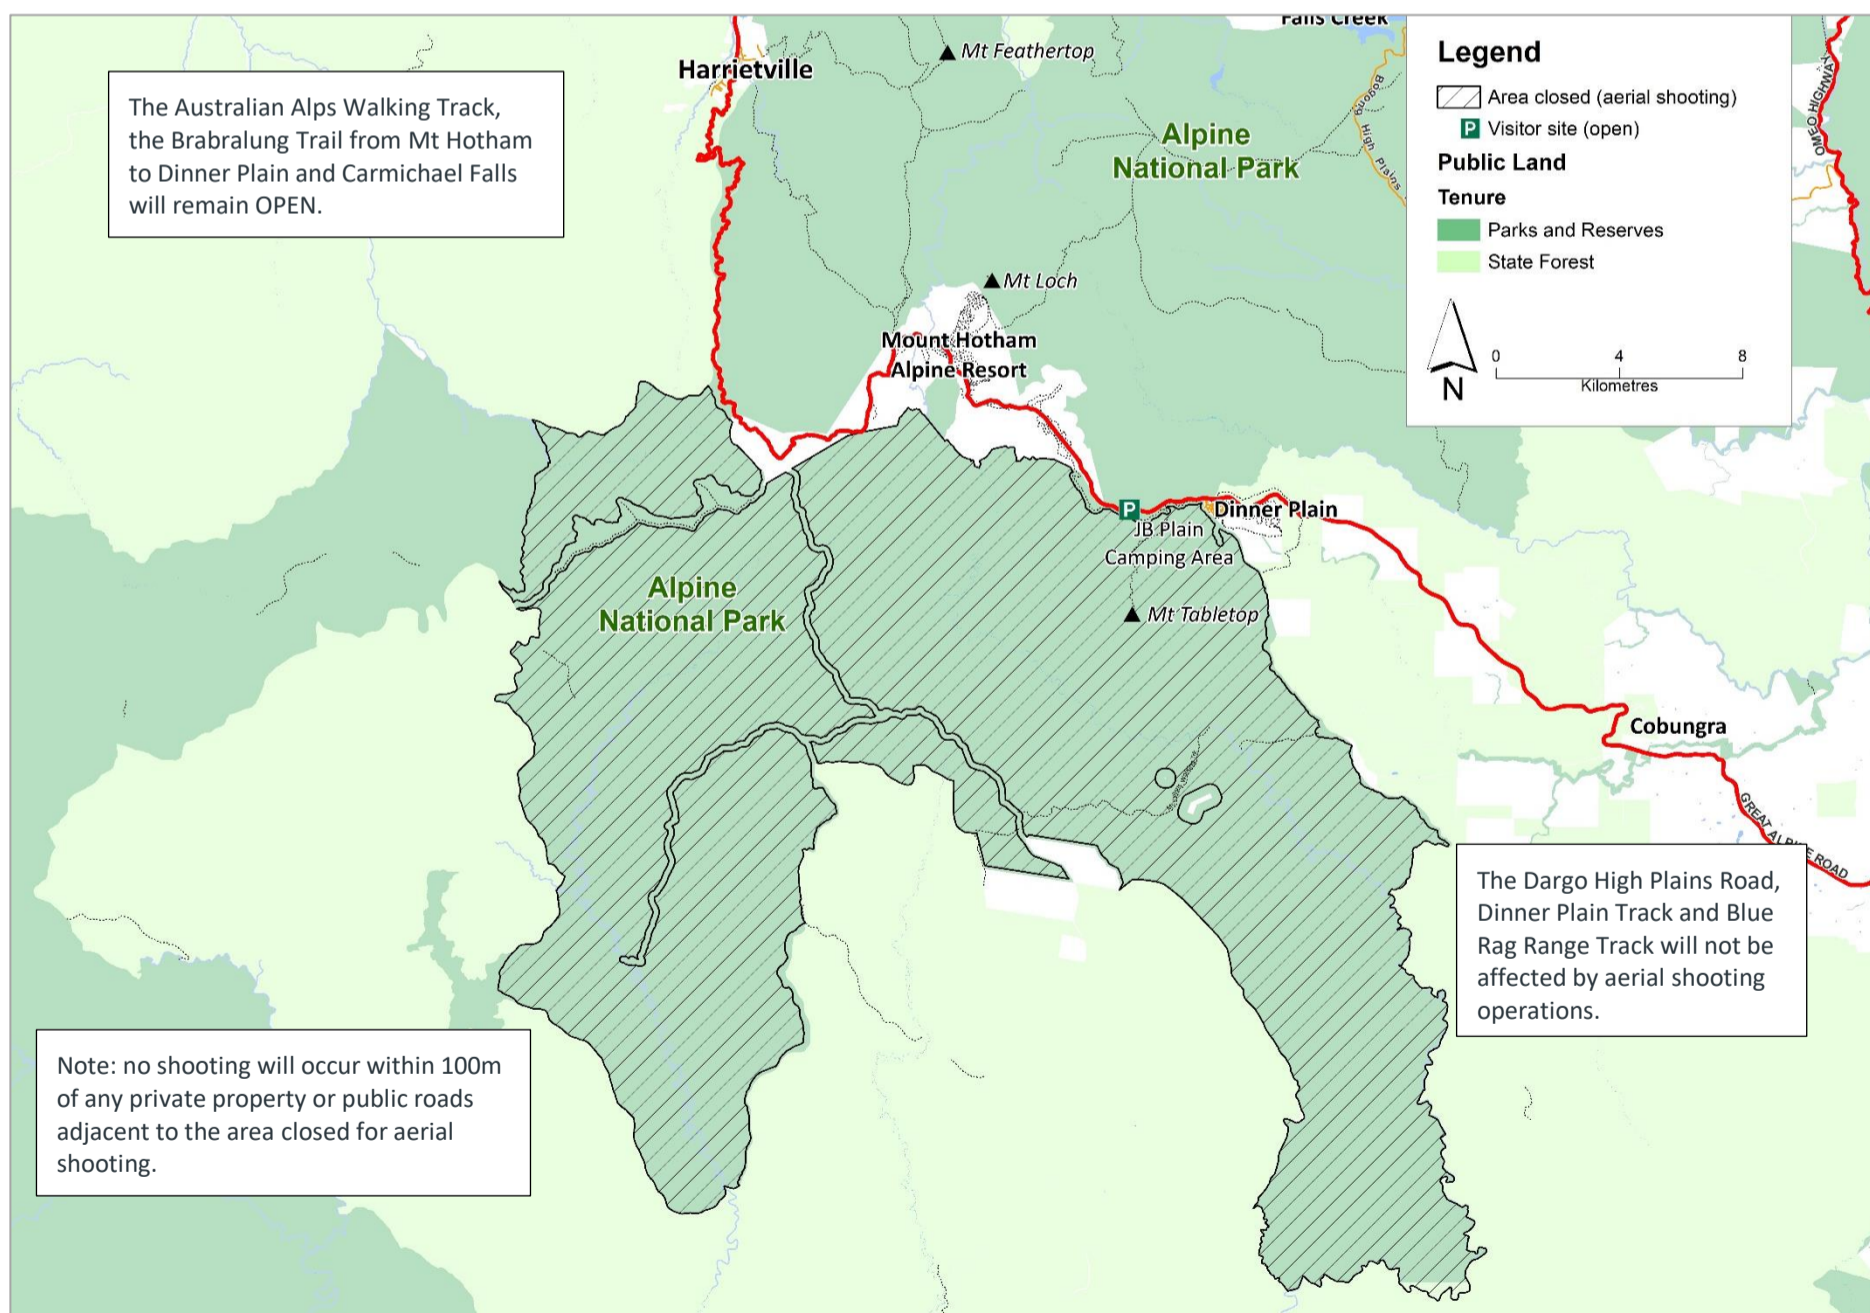 Falls Creek
Harrietville
Mt Feathertop
The Australian Alps Walking Track,
the Brabralung Trail from Mt Hotham
to Dinner Plain and Carmichael Falls
will remain OPEN.
Alpine
National Park
Bogong High Plains
Legend
Area closed (aerial shooting)
P Visitor site (open)
Public Land
Tenure
Parks and Reserves
State Forest
N
0 4 8
Kilometres
OMEO HIGHWAY
Mt Loch
Mount Hotham
Alpine Resort
P
JB Plain
Camping Area
Dinner Plain
Alpine
National Park
Mt Tabletop
Cobungra
GREAT ALPINE ROAD
The Dargo High Plains Road,
Dinner Plain Track and Blue
Rag Range Track will not be
affected by aerial shooting
operations.
Note: no shooting will occur within 100m
of any private property or public roads
adjacent to the area closed for aerial
shooting.